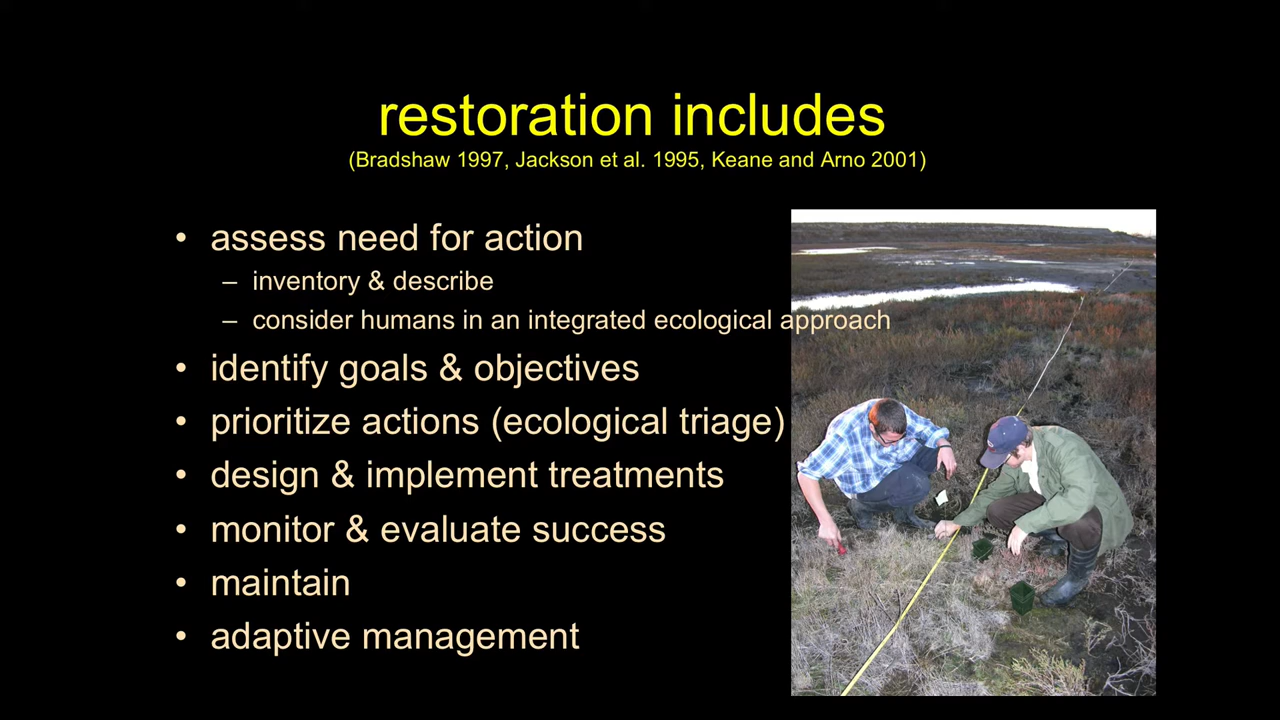 restoration includes
(Bradshaw 1997, Jackson et al. 1995, Keane and Arno 2001)
• assess need for action
– inventory & describe
– consider humans in an integrated ecological approach
• identify goals & objectives
• prioritize actions (ecological triage)
• design & implement treatments
• monitor & evaluate success
• maintain
• adaptive management